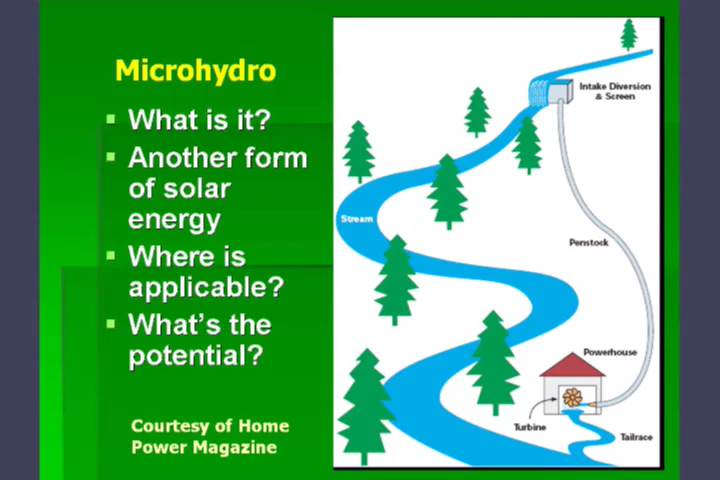 Microhydro
What is it?
Another form
of solar
energy
Where is
applicable?
What's the
potential?
Courtesy of Home
Power Magazine
Intake Diversion
& Screen
Stream
Penstock
Powerhouse
Turbine
Tailrace